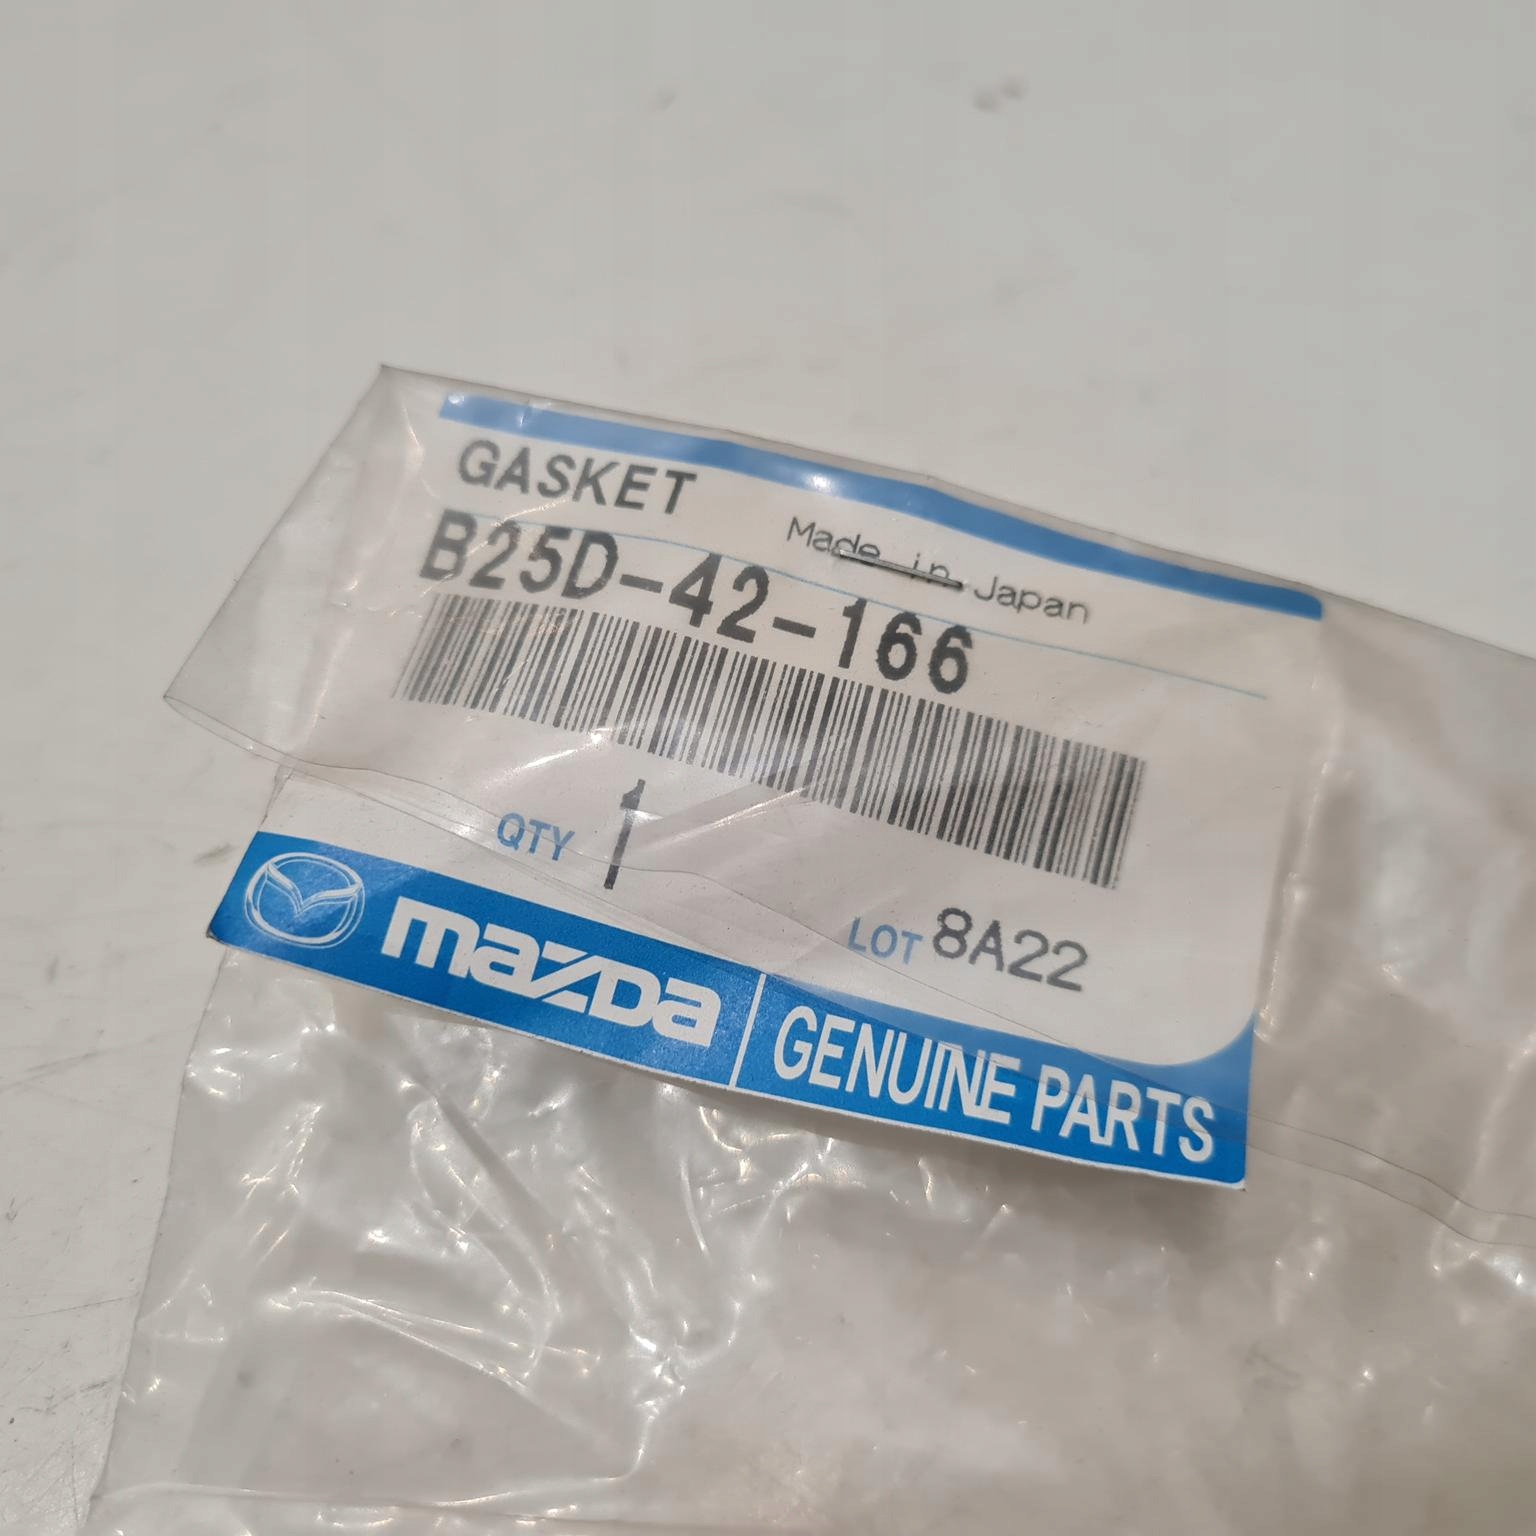 GASKET
Made in Japan
B25D-42-166
QTY 1
LOT 8A22
mazda GENUINE PARTS